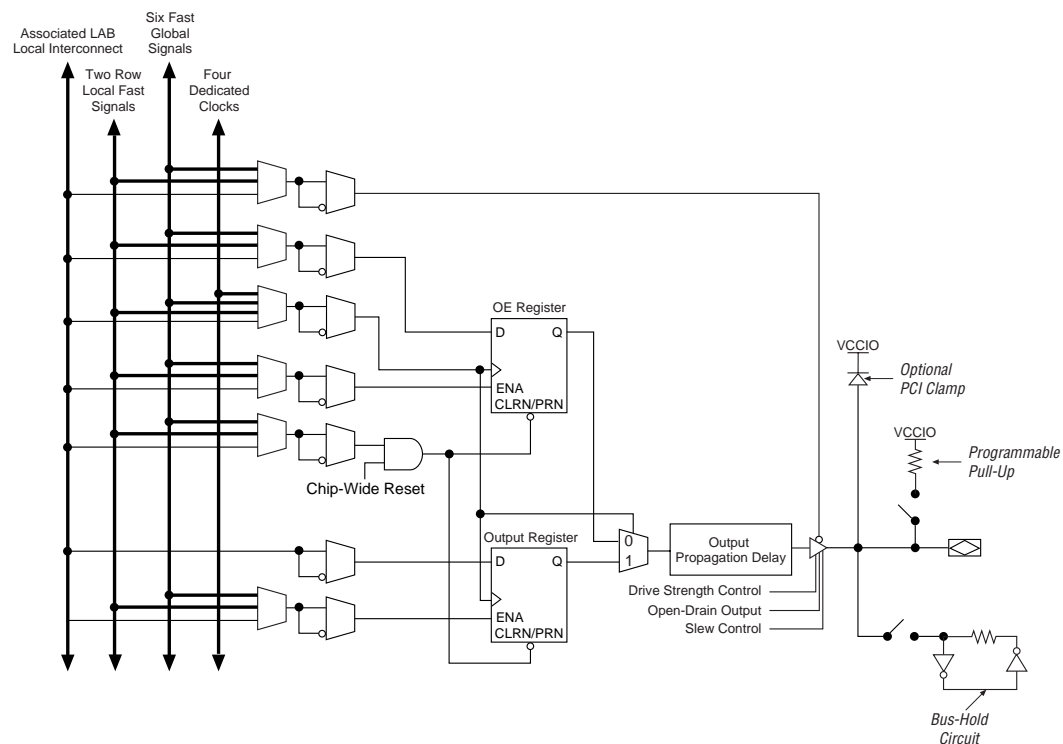 Associated LAB
Local Interconnect
Six Fast
Global
Signals
Two Row
Local Fast
Signals
Four
Dedicated
Clocks
OE Register
D
Q
ENA
CLRN/PRN
Chip-Wide Reset
VCCIO
Optional
PCI Clamp
VCCIO
Programmable
Pull-Up
Output Register
D
Q
ENA
CLRN/PRN
0
1
Output
Propagation Delay
Drive Strength Control
Open-Drain Output
Slew Control
Bus-Hold
Circuit